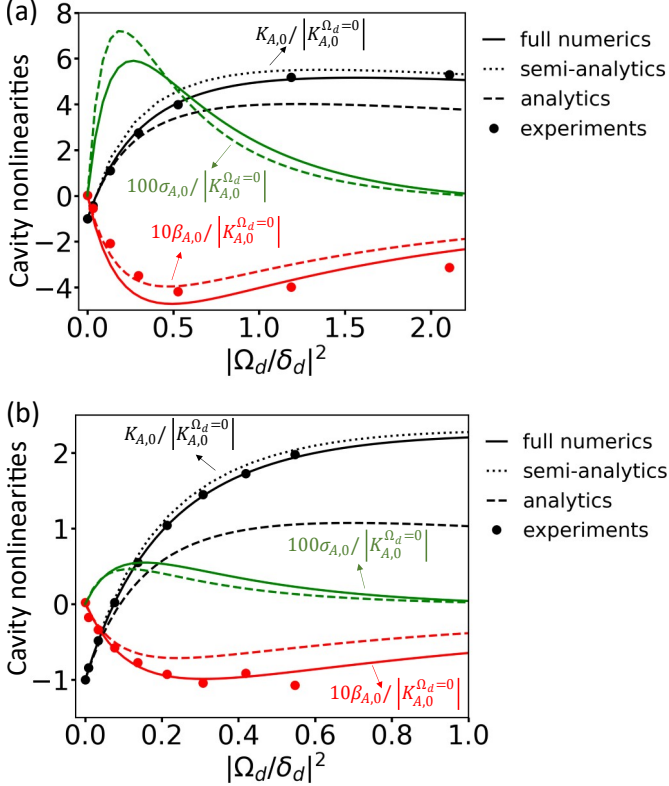 (a)
8
6
4
2
0
−2
−4
Cavity nonlinearities
K_{A,0}/|K_{A,0}^{Ω_d=0}|
100σ_{A,0}/|K_{A,0}^{Ω_d=0}|
10β_{A,0}/|K_{A,0}^{Ω_d=0}|
0.0 0.5 1.0 1.5 2.0
|Ω_d/δ_d|²
full numerics
semi-analytics
analytics
experiments
(b)
2
1
0
−1
Cavity nonlinearities
K_{A,0}/|K_{A,0}^{Ω_d=0}|
100σ_{A,0}/|K_{A,0}^{Ω_d=0}|
10β_{A,0}/|K_{A,0}^{Ω_d=0}|
0.0 0.2 0.4 0.6 0.8 1.0
|Ω_d/δ_d|²
full numerics
semi-analytics
analytics
experiments